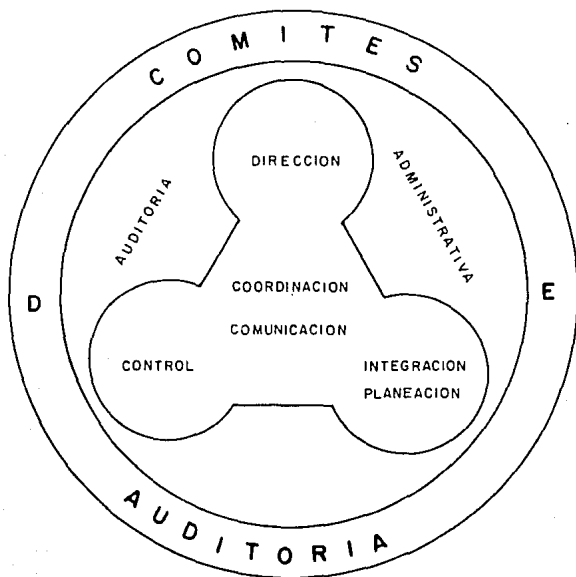 COMITES
DIRECCION
AUDITORIA
ADMINISTRATIVA
COORDINACION
D
E
COMUNICACION
CONTROL
INTEGRACION
PLANEACION
AUDITORIA